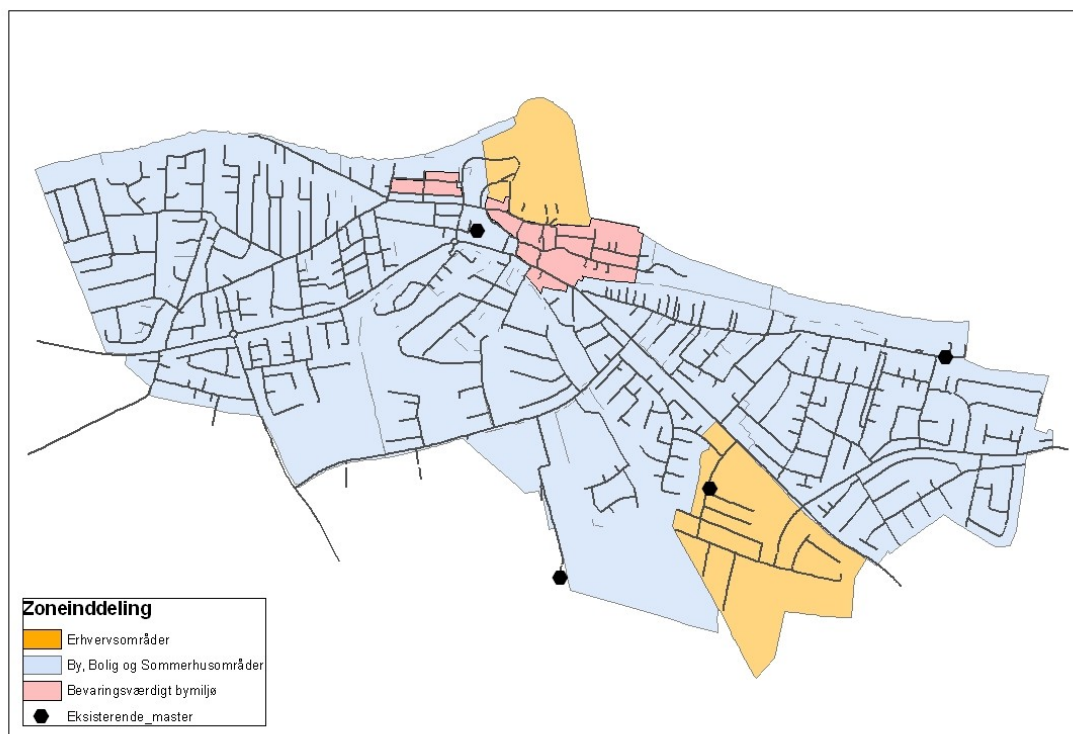 Zoneinddeling
Erhvervsområder
By, Bolig og Sommerhusområder
Bevaringsværdigt bymiljø
Eksisterende_master